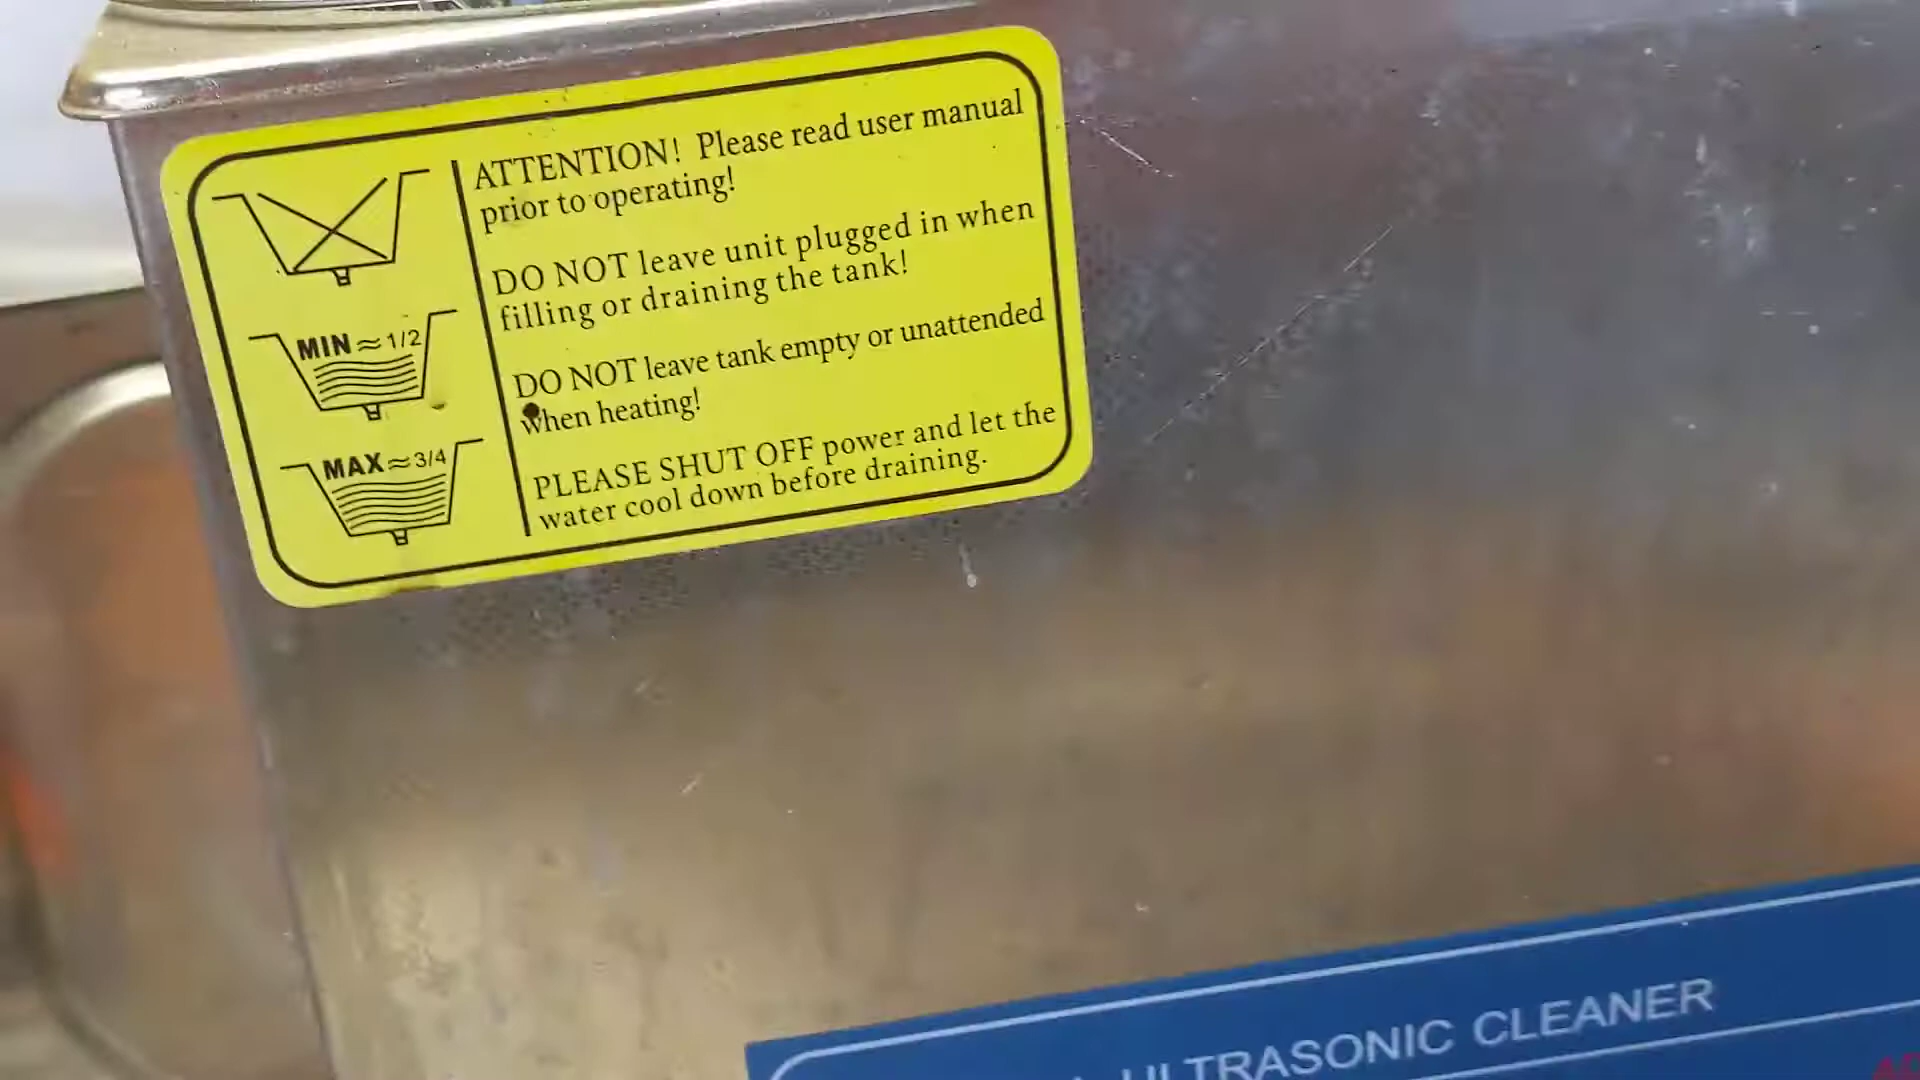 ATTENTION! Please read user manual
prior to operating!
DO NOT leave unit plugged in when
filling or draining the tank!
DO NOT leave tank empty or unattended
when heating!
PLEASE SHUT OFF power and let the
water cool down before draining.
MIN ≈ 1/2
MAX ≈ 3/4
ULTRASONIC CLEANER